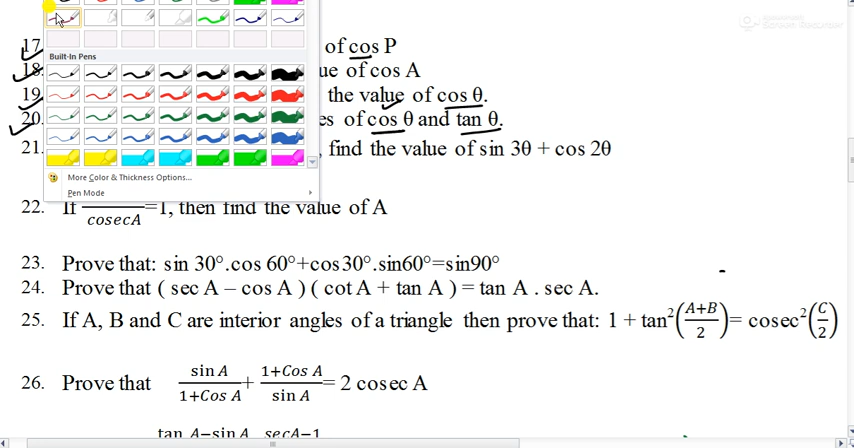 17. of cos P
Built-In Pens
18. ue of cos A
19. the value of cos θ.
20. es of cos θ and tan θ.
21. , find the value of sin 3θ + cos 2θ
More Color & Thickness Options...
Pen Mode
22. If /cosecA =1, then find the value of A
23. Prove that: sin 30°.cos 60°+cos30°.sin60°=sin90°
24. Prove that ( sec A – cos A ) ( cot A + tan A ) = tan A . sec A.
25. If A, B and C are interior angles of a triangle then prove that: 1 + tan²((A+B)/2)= cosec²(C/2)
26. Prove that sin A/(1+Cos A) + (1+Cos A)/sin A = 2 cosec A
tan A−sin A secA−1